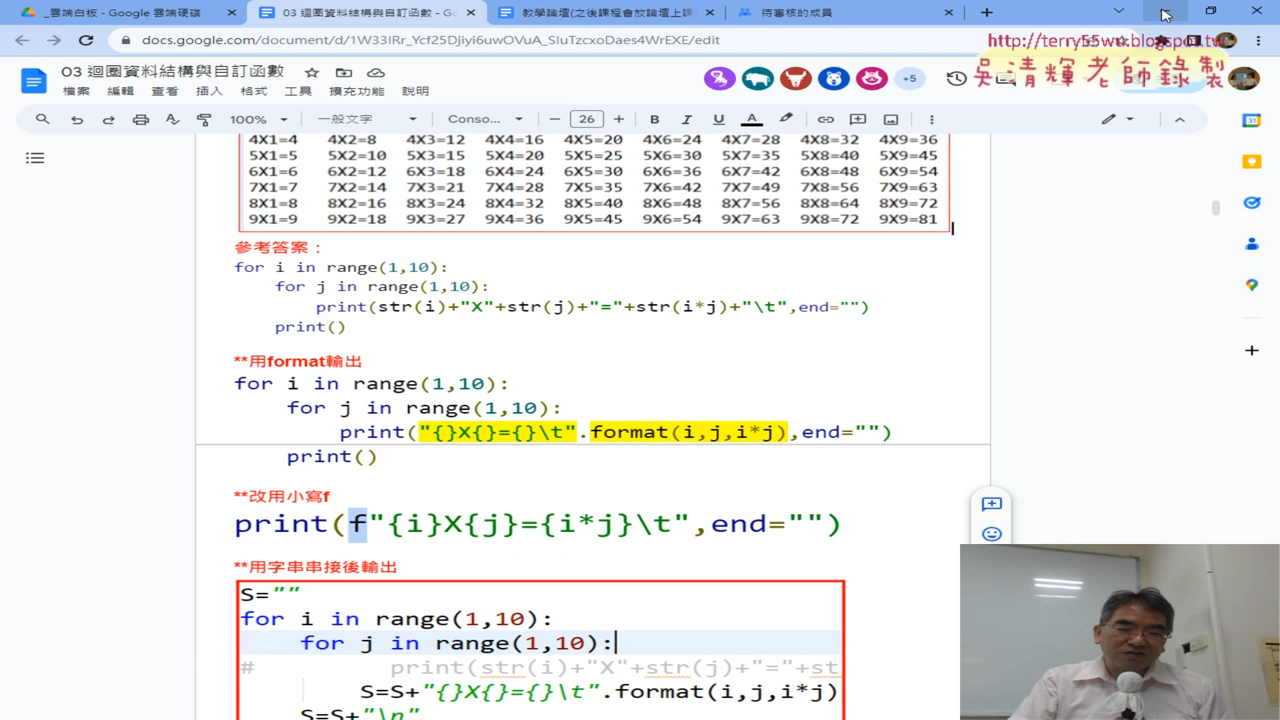 _雲端白板 - Google 雲端硬碟
03 迴圈資料結構與自訂函數 - Go
教學論壇(之後課程會放論壇上課
待審核的成員
docs.google.com/document/d/1W33IRr_Ycf25DjiyI6uwOVuA_SIuTzcxoDaes4WrEXE/edit
http://terry55wu.blogspot.tw
吳清輝老師錄製
03 迴圈資料結構與自訂函數
檔案 編輯 查看 插入 格式 工具 擴充功能 說明
+5
100% 一般文字 Conso... 26 B I U A
4X1=4 4X2=8 4X3=12 4X4=16 4X5=20 4X6=24 4X7=28 4X8=32 4X9=36
5X1=5 5X2=10 5X3=15 5X4=20 5X5=25 5X6=30 5X7=35 5X8=40 5X9=45
6X1=6 6X2=12 6X3=18 6X4=24 6X5=30 6X6=36 6X7=42 6X8=48 6X9=54
7X1=7 7X2=14 7X3=21 7X4=28 7X5=35 7X6=42 7X7=49 7X8=56 7X9=63
8X1=8 8X2=16 8X3=24 8X4=32 8X5=40 8X6=48 8X7=56 8X8=64 8X9=72
9X1=9 9X2=18 9X3=27 9X4=36 9X5=45 9X6=54 9X7=63 9X8=72 9X9=81
參考答案：
for i in range(1,10):
for j in range(1,10):
print(str(i)+"X"+str(j)+"="+str(i*j)+"\t",end="")
print()
**用format輸出
for i in range(1,10):
for j in range(1,10):
print("{}X{}={}\t".format(i,j,i*j),end="")
print()
**改用小寫f
print(f"{i}X{j}={i*j}\t",end="")
**用字串串接後輸出
S=""
for i in range(1,10):
for j in range(1,10):
# print(str(i)+"X"+str(j)+"="+st
S=S+"{}X{}={}\t".format(i,j,i*j)
S=S+"\n"